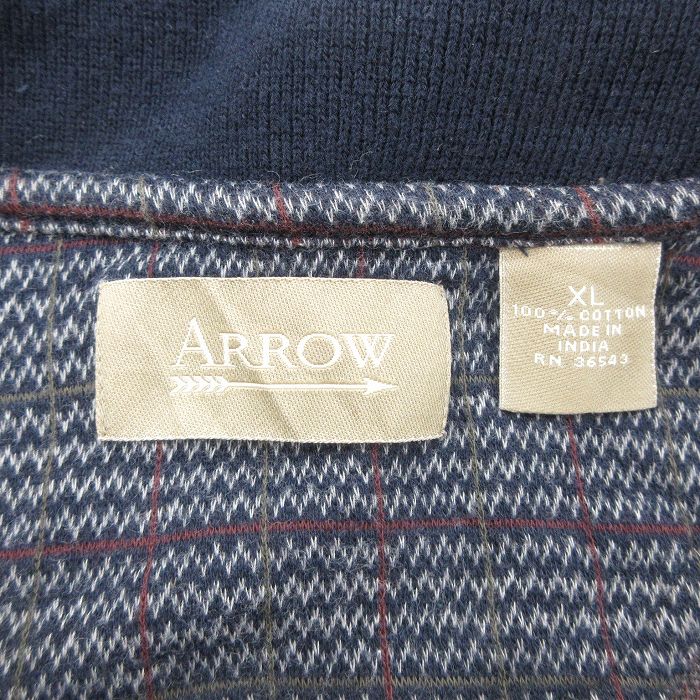 ARROW
XL
100% COTTON
MADE IN
INDIA
RN 36543